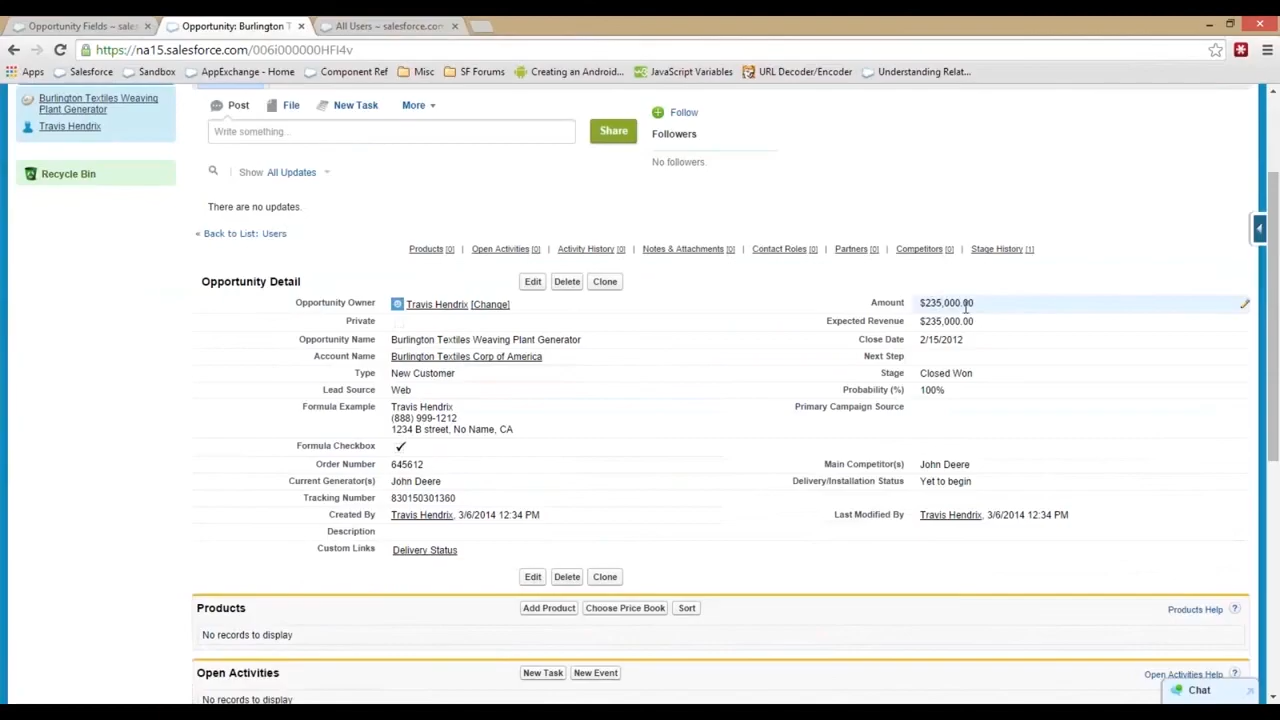 Opportunity Fields ~ sales
Opportunity: Burlington T
All Users ~ salesforce.com
https://na15.salesforce.com/006i000000HFI4v
Apps
Salesforce
Sandbox
AppExchange - Home
Component Ref
Misc
SF Forums
Creating an Android...
JavaScript Variables
URL Decoder/Encoder
Understanding Relat...
Burlington Textiles Weaving
Plant Generator
Travis Hendrix
Recycle Bin
Post
File
New Task
More
Write something...
Share
Follow
Followers
No followers.
Show All Updates
There are no updates.
« Back to List: Users
Products [0] | Open Activities [0] | Activity History [0] | Notes & Attachments [0] | Contact Roles [0] | Partners [0] | Competitors [0] | Stage History [1]
Opportunity Detail
Edit
Delete
Clone
Opportunity Owner Travis Hendrix [Change]
Amount $235,000.00
Private
Expected Revenue $235,000.00
Opportunity Name Burlington Textiles Weaving Plant Generator
Close Date 2/15/2012
Account Name Burlington Textiles Corp of America
Next Step
Type New Customer
Stage Closed Won
Lead Source Web
Probability (%) 100%
Formula Example Travis Hendrix
Primary Campaign Source
(888) 999-1212
1234 B street, No Name, CA
Formula Checkbox
Order Number 645612
Main Competitor(s) John Deere
Current Generator(s) John Deere
Delivery/Installation Status Yet to begin
Tracking Number 830150301360
Created By Travis Hendrix, 3/6/2014 12:34 PM
Last Modified By Travis Hendrix, 3/6/2014 12:34 PM
Description
Custom Links Delivery Status
Edit
Delete
Clone
Products
Add Product
Choose Price Book
Sort
Products Help ?
No records to display
Open Activities
New Task
New Event
Open Activities Help ?
No records to display
Chat